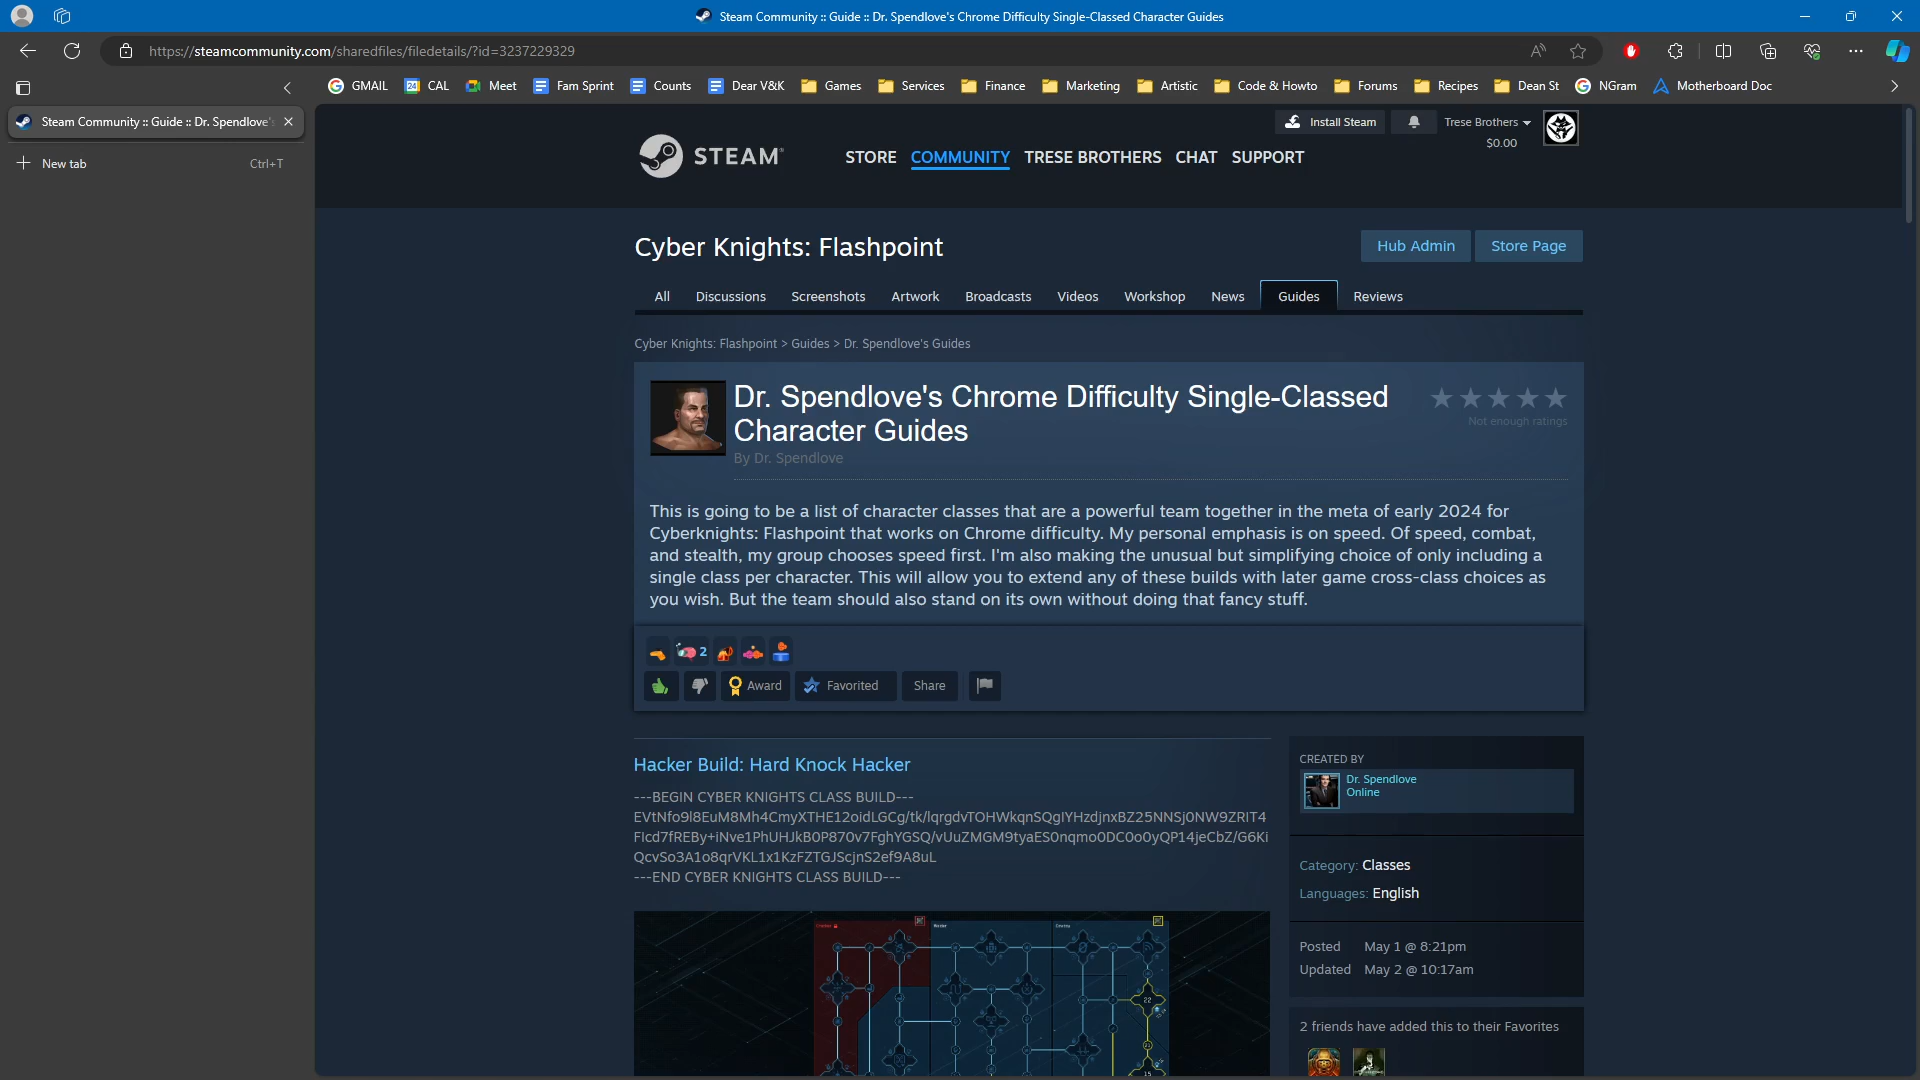 Steam Community :: Guide :: Dr. Spendlove's Chrome Difficulty Single-Classed Character Guides
https://steamcommunity.com/sharedfiles/filedetails/?id=3237229329
GMAIL CAL Meet Fam Sprint Counts Dear V&K Games Services Finance Marketing Artistic Code & Howto Forums Recipes Dean St NGram Motherboard Doc
Steam Community :: Guide :: Dr. Spendlove's
New tab Ctrl+T
Install Steam Trese Brothers
$0.00
STEAM STORE COMMUNITY TRESE BROTHERS CHAT SUPPORT
Cyber Knights: Flashpoint Hub Admin Store Page
All Discussions Screenshots Artwork Broadcasts Videos Workshop News Guides Reviews
Cyber Knights: Flashpoint > Guides > Dr. Spendlove's Guides
Dr. Spendlove's Chrome Difficulty Single-Classed
Character Guides
Not enough ratings
By Dr. Spendlove
This is going to be a list of character classes that are a powerful team together in the meta of early 2024 for
Cyberknights: Flashpoint that works on Chrome difficulty. My personal emphasis is on speed. Of speed, combat,
and stealth, my group chooses speed first. I'm also making the unusual but simplifying choice of only including a
single class per character. This will allow you to extend any of these builds with later game cross-class choices as
you wish. But the team should also stand on its own without doing that fancy stuff.
2
Award Favorited Share
Hacker Build: Hard Knock Hacker
---BEGIN CYBER KNIGHTS CLASS BUILD---
EVtNfo9l8EuM8Mh4CmyXTHE12oidLGCg/tk/lqrgdvTOHWkqnSQglYHzdjnxBZ25NNSj0NW9ZRIT4
FIcd7fREBy+iNve1PhUHJkB0P870v7FghYGSQ/vUuZMGM9tyaES0nqmo0DC0o0yQP14jeCbZ/G6Ki
QcvSo3A1o8qrVKL1x1KzFZTGJScjnS2ef9A8uL
---END CYBER KNIGHTS CLASS BUILD---
22
21
15
CREATED BY
Dr. Spendlove
Online
Category: Classes
Languages: English
Posted May 1 @ 8:21pm
Updated May 2 @ 10:17am
2 friends have added this to their Favorites